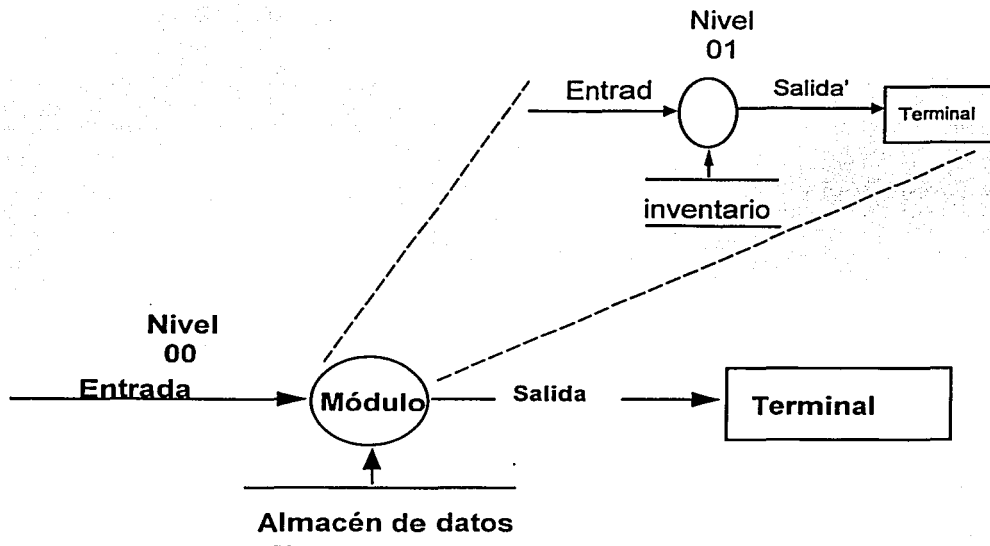 Nivel
01
Entrad
Salida'
Terminal
inventario
Nivel
00
Entrada
Módulo
Salida
Terminal
Almacén de datos